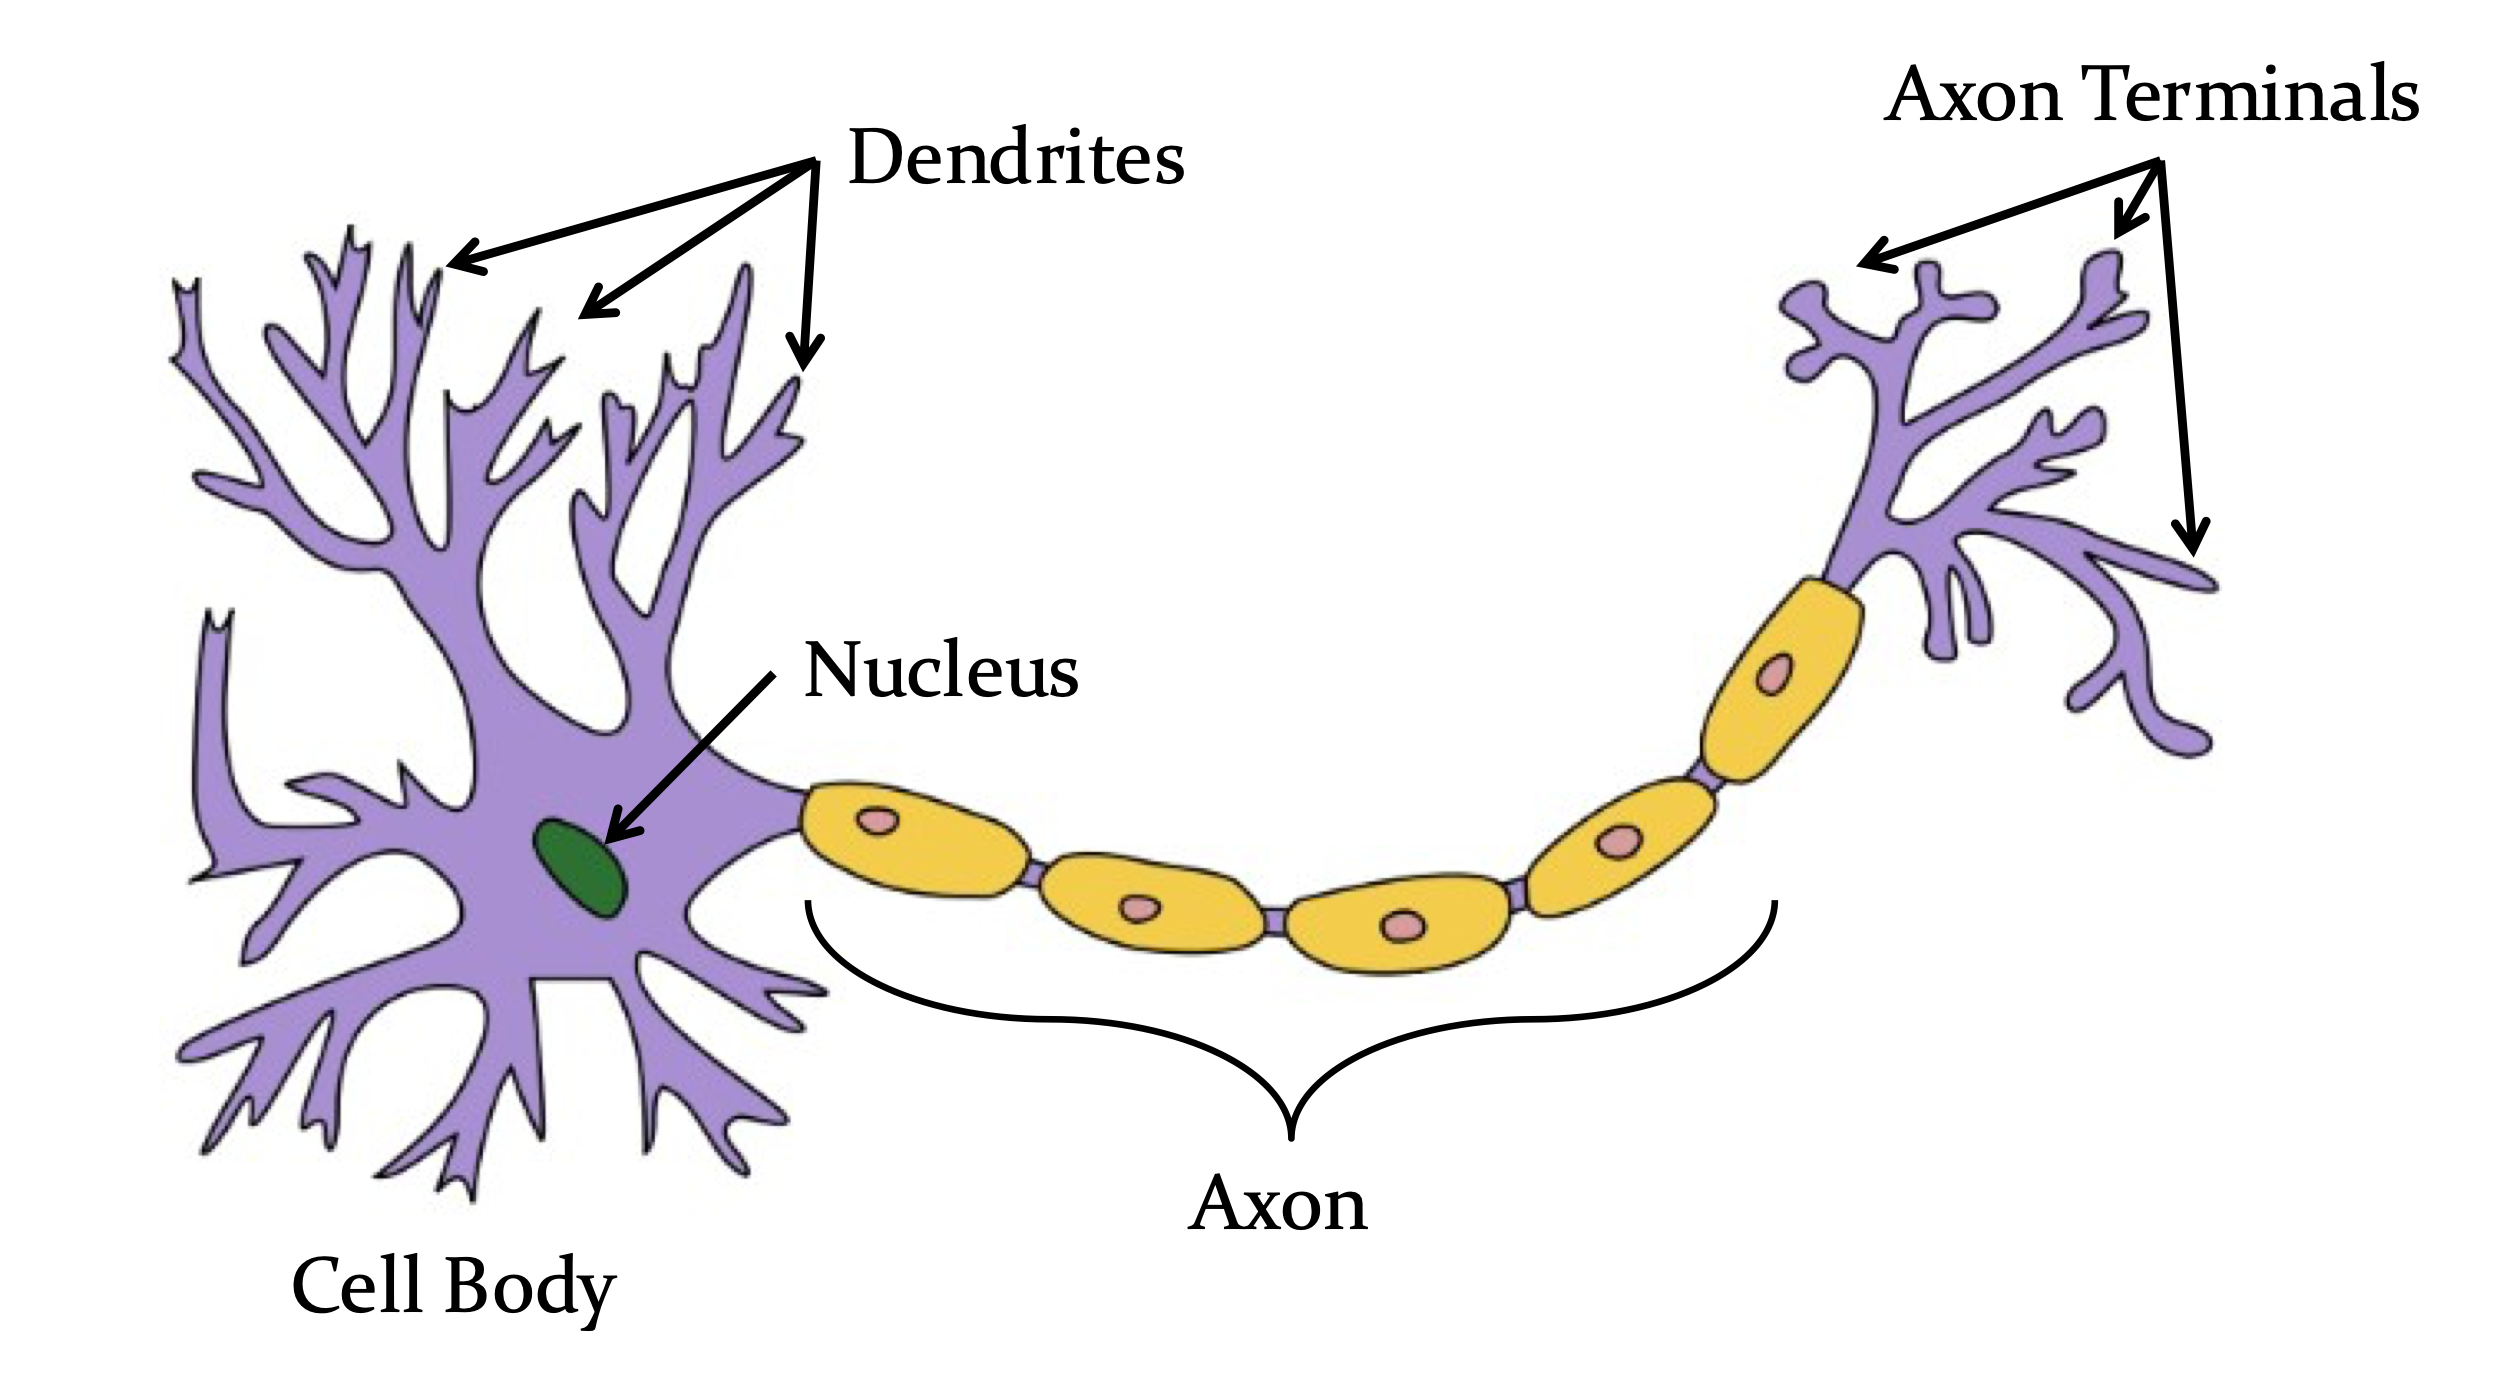 Axon Terminals
Dendrites
Nucleus
Axon
Cell Body